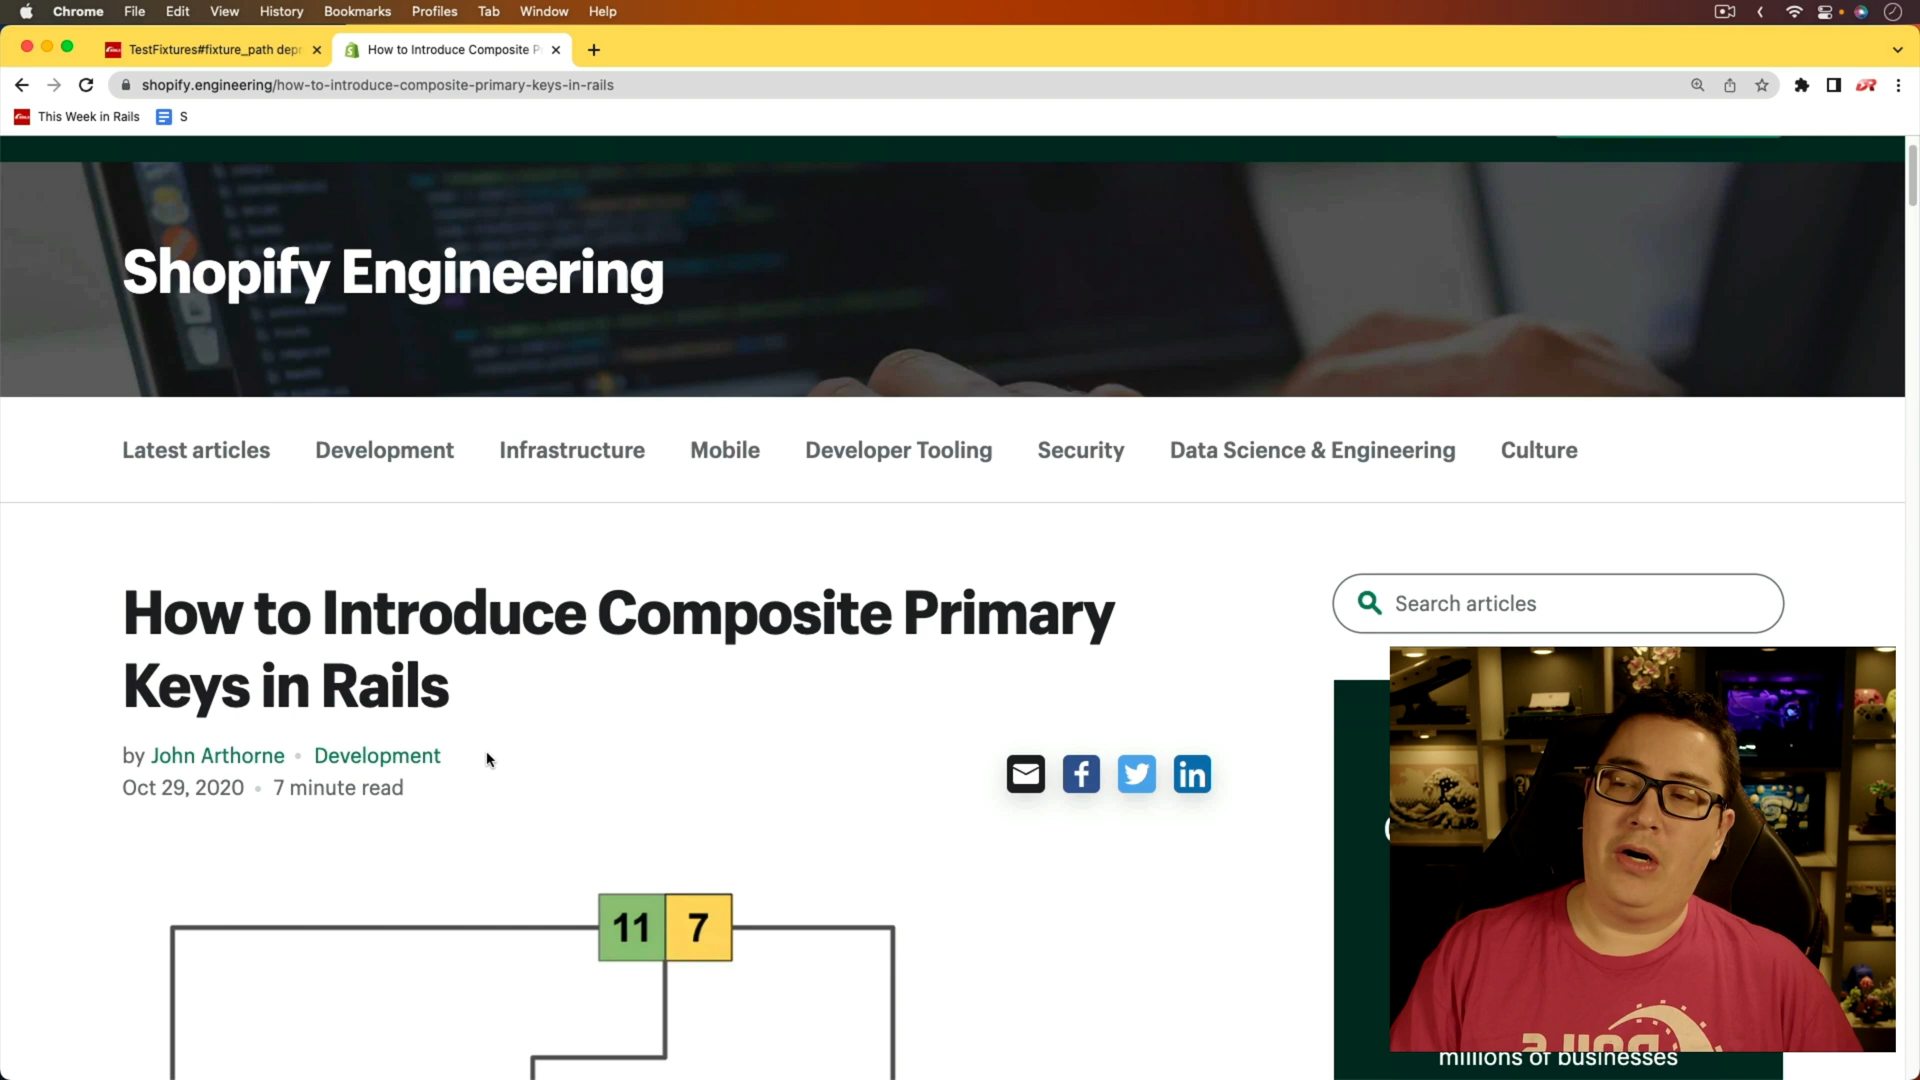 Chrome File Edit View History Bookmarks Profiles Tab Window Help
TestFixtures#fixture_path dep
How to Introduce Composite P
shopify.engineering/how-to-introduce-composite-primary-keys-in-rails
This Week in Rails S
Shopify Engineering
Latest articles Development Infrastructure Mobile Developer Tooling Security Data Science & Engineering Culture
How to Introduce Composite Primary
Keys in Rails
Search articles
by John Arthorne • Development
Oct 29, 2020 • 7 minute read
11 7
millions of businesses